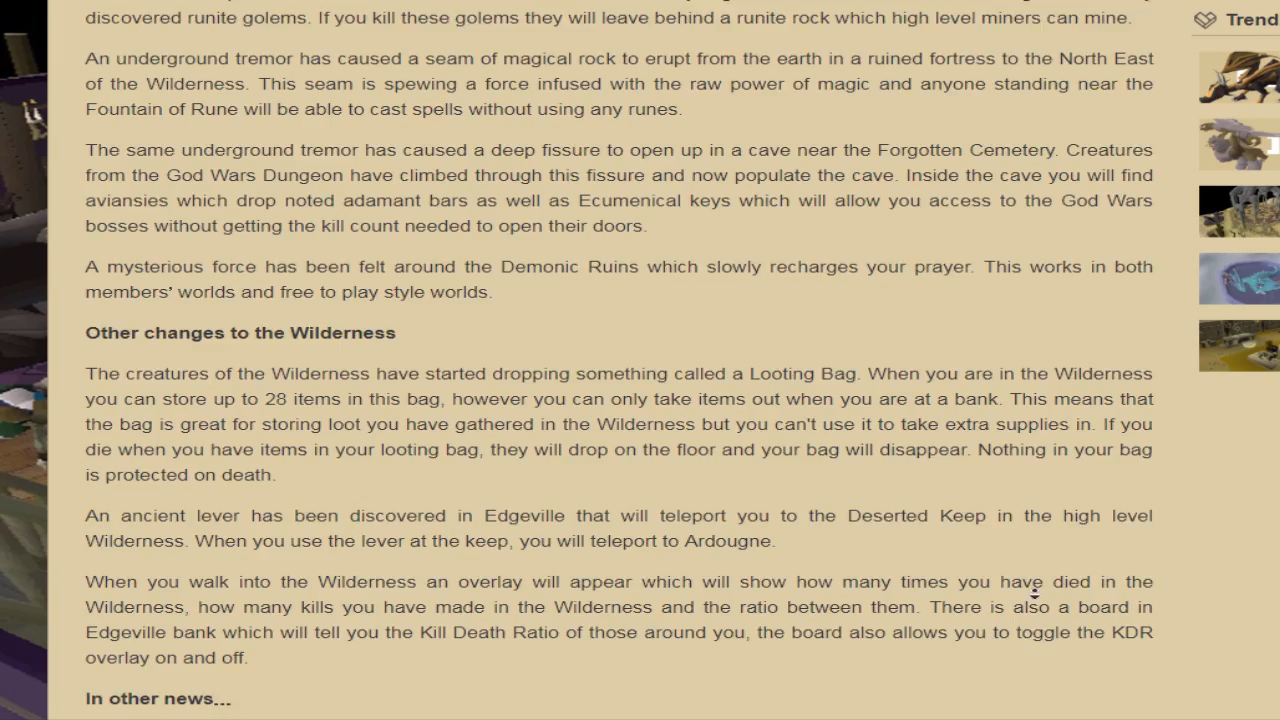 discovered runite golems. If you kill these golems they will leave behind a runite rock which high level miners can mine.
Trend
An underground tremor has caused a seam of magical rock to erupt from the earth in a ruined fortress to the North East
of the Wilderness. This seam is spewing a force infused with the raw power of magic and anyone standing near the
Fountain of Rune will be able to cast spells without using any runes.
The same underground tremor has caused a deep fissure to open up in a cave near the Forgotten Cemetery. Creatures
from the God Wars Dungeon have climbed through this fissure and now populate the cave. Inside the cave you will find
aviansies which drop noted adamant bars as well as Ecumenical keys which will allow you access to the God Wars
bosses without getting the kill count needed to open their doors.
A mysterious force has been felt around the Demonic Ruins which slowly recharges your prayer. This works in both
members’ worlds and free to play style worlds.
Other changes to the Wilderness
The creatures of the Wilderness have started dropping something called a Looting Bag. When you are in the Wilderness
you can store up to 28 items in this bag, however you can only take items out when you are at a bank. This means that
the bag is great for storing loot you have gathered in the Wilderness but you can't use it to take extra supplies in. If you
die when you have items in your looting bag, they will drop on the floor and your bag will disappear. Nothing in your bag
is protected on death.
An ancient lever has been discovered in Edgeville that will teleport you to the Deserted Keep in the high level
Wilderness. When you use the lever at the keep, you will teleport to Ardougne.
When you walk into the Wilderness an overlay will appear which will show how many times you have died in the
Wilderness, how many kills you have made in the Wilderness and the ratio between them. There is also a board in
Edgeville bank which will tell you the Kill Death Ratio of those around you, the board also allows you to toggle the KDR
overlay on and off.
In other news...